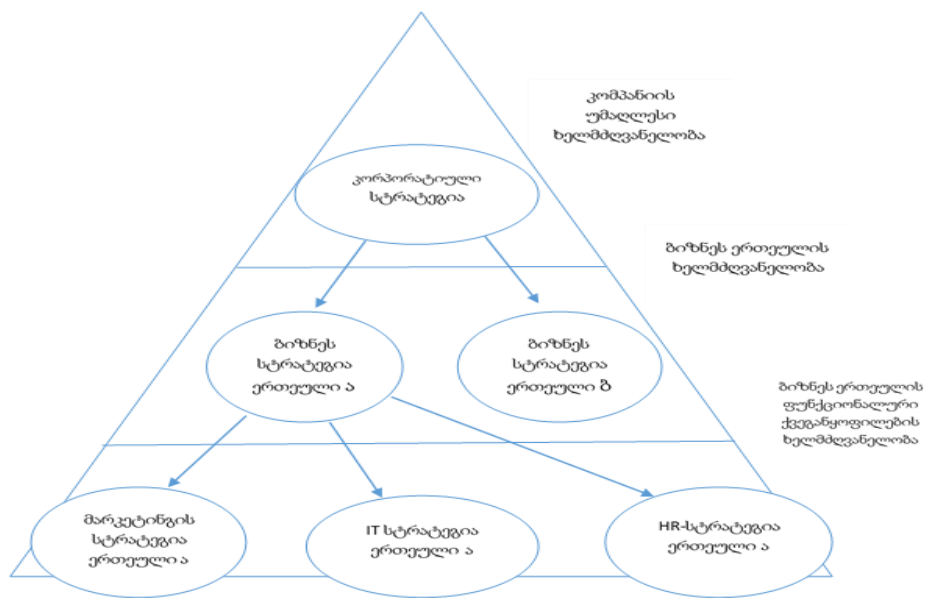 კომპანიის
უმაღლესი
ხელმძღვანელობა
კორპორატიული
სტრატეგია
ბიზნეს ერთეულის
ხელმძღვანელობა
ბიზნეს
სტრატეგია
ერთეული ა
ბიზნეს
სტრატეგია
ერთეული ბ
ბიზნეს ერთეულის
ფუნქციონალური
ქვეგანყოფილების
ხელმძღვანელობა
მარკეტინგის
სტრატეგია
ერთეული ა
IT სტრატეგია
ერთეული ა
HR-სტრატეგია
ერთეული ა